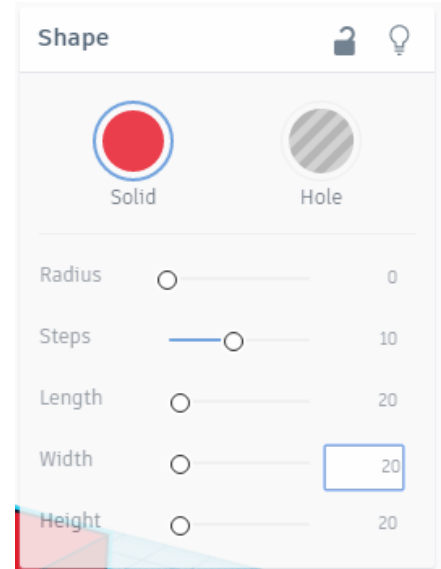 Shape
Solid Hole
Radius 0
Steps 10
Length 20
Width 20
Height 20